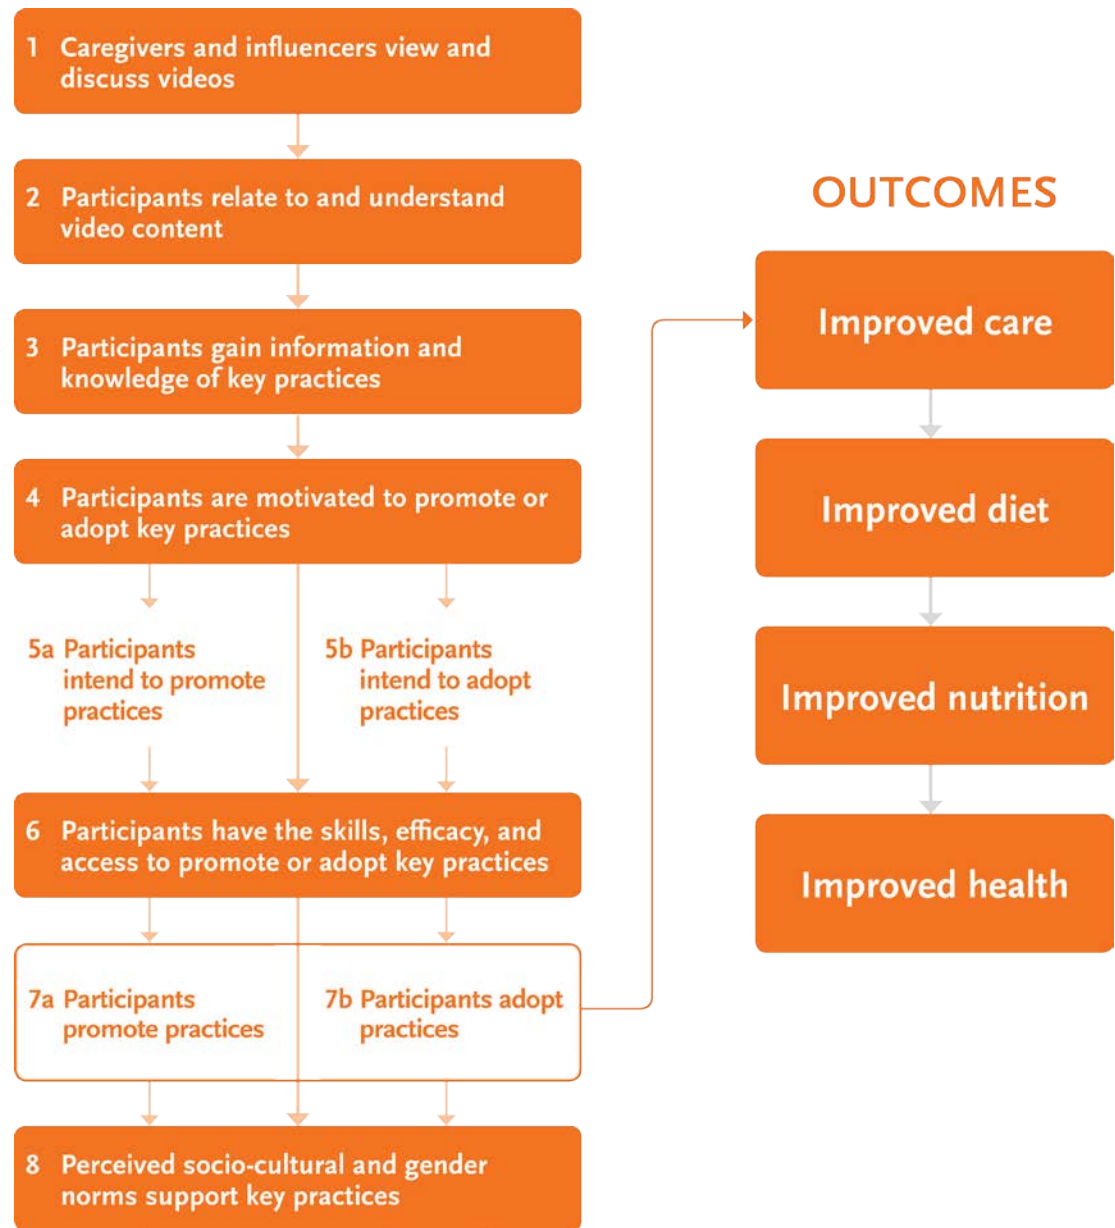 1 Caregivers and influencers view and
discuss videos
2 Participants relate to and understand
video content
3 Participants gain information and
knowledge of key practices
4 Participants are motivated to promote or
adopt key practices
5a Participants
intend to promote
practices
5b Participants
intend to adopt
practices
6 Participants have the skills, efficacy, and
access to promote or adopt key practices
7a Participants
promote practices
7b Participants adopt
practices
8 Perceived socio-cultural and gender
norms support key practices
OUTCOMES
Improved care
Improved diet
Improved nutrition
Improved health